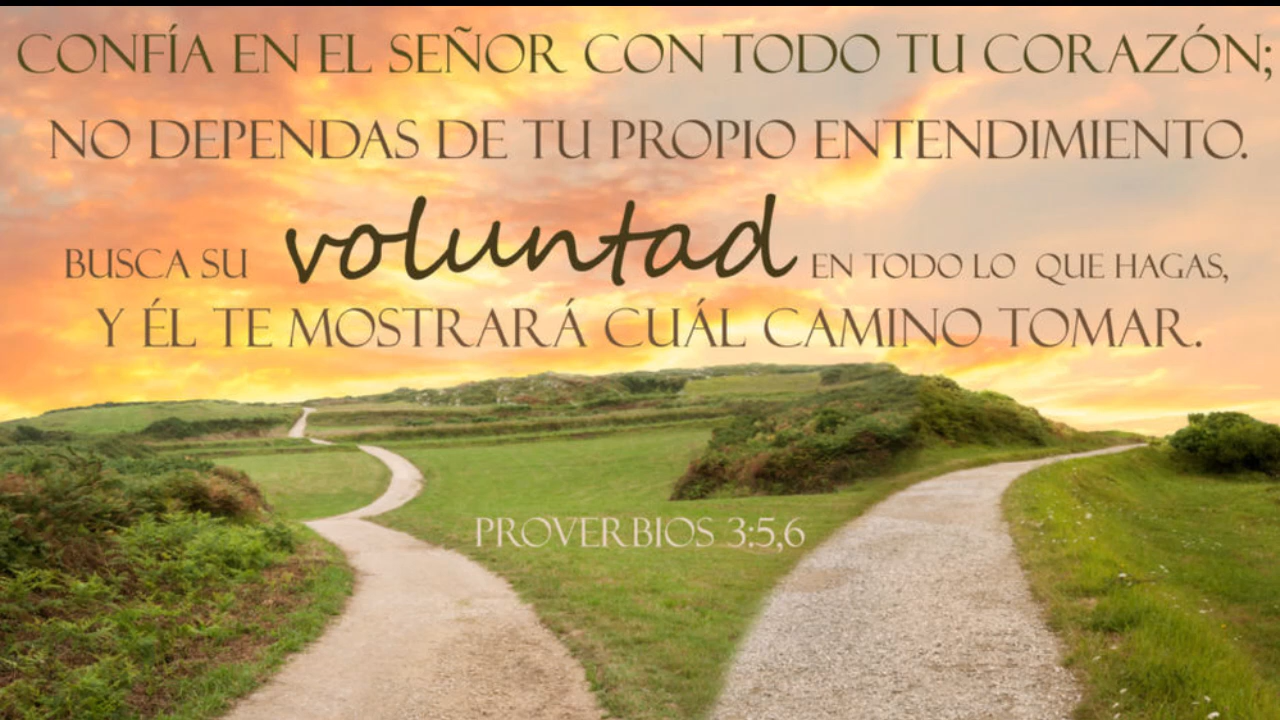 CONFÍA EN EL SEÑOR CON TODO TU CORAZÓN;
NO DEPENDAS DE TU PROPIO ENTENDIMIENTO.
BUSCA SU voluntad EN TODO LO QUE HAGAS,
Y ÉL TE MOSTRARÁ CUÁL CAMINO TOMAR.
PROVERBIOS 3:5,6